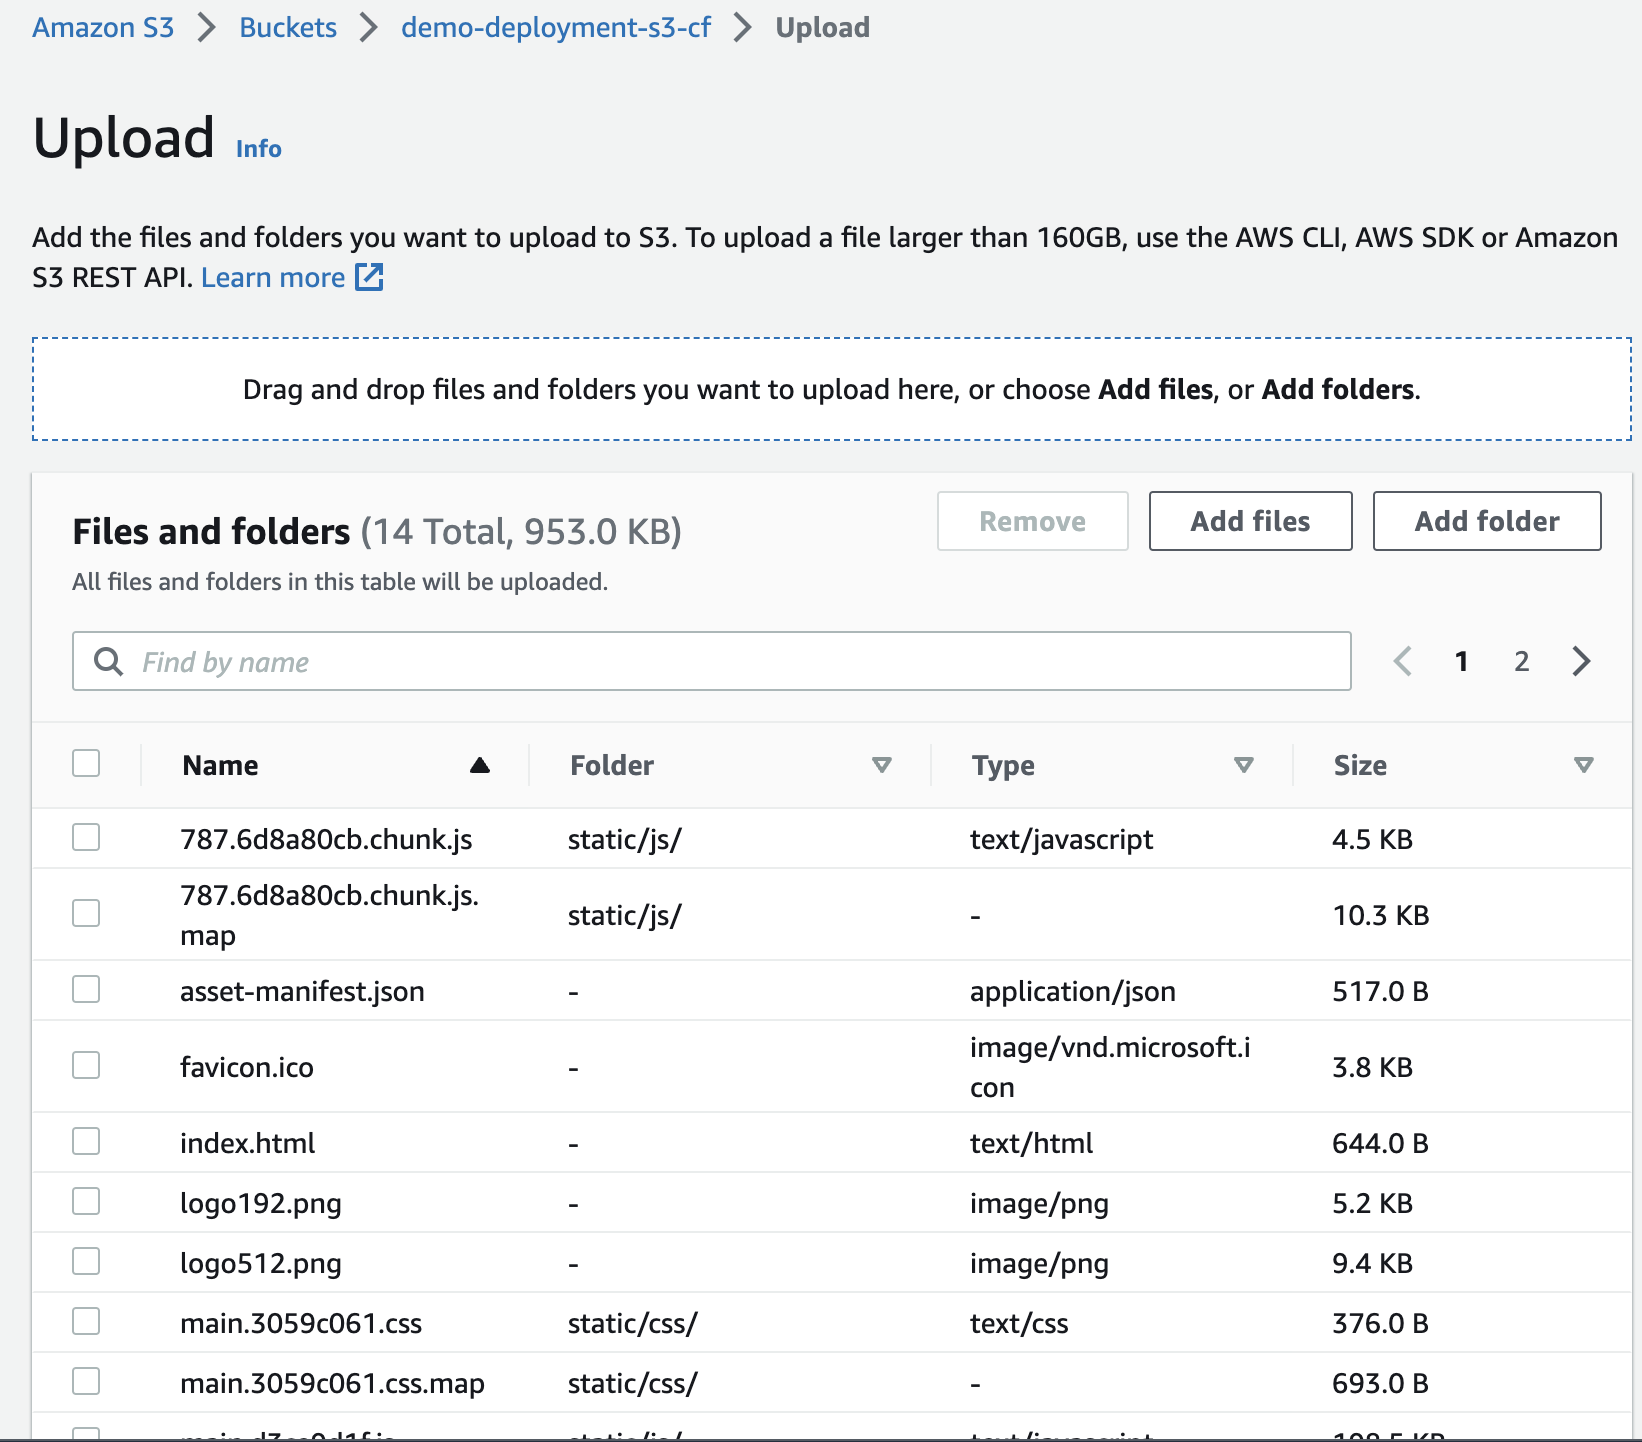 Amazon S3 > Buckets > demo-deployment-s3-cf > Upload
Upload Info
Add the files and folders you want to upload to S3. To upload a file larger than 160GB, use the AWS CLI, AWS SDK or Amazon
S3 REST API. Learn more
Drag and drop files and folders you want to upload here, or choose Add files, or Add folders.
Files and folders (14 Total, 953.0 KB)
Remove Add files Add folder
All files and folders in this table will be uploaded.
Find by name
1 2
Name Folder Type Size
787.6d8a80cb.chunk.js static/js/ text/javascript 4.5 KB
787.6d8a80cb.chunk.js.
map static/js/ - 10.3 KB
asset-manifest.json - application/json 517.0 B
favicon.ico - image/vnd.microsoft.i
con 3.8 KB
index.html - text/html 644.0 B
logo192.png - image/png 5.2 KB
logo512.png - image/png 9.4 KB
main.3059c061.css static/css/ text/css 376.0 B
main.3059c061.css.map static/css/ - 693.0 B
static/js/ text/javascript